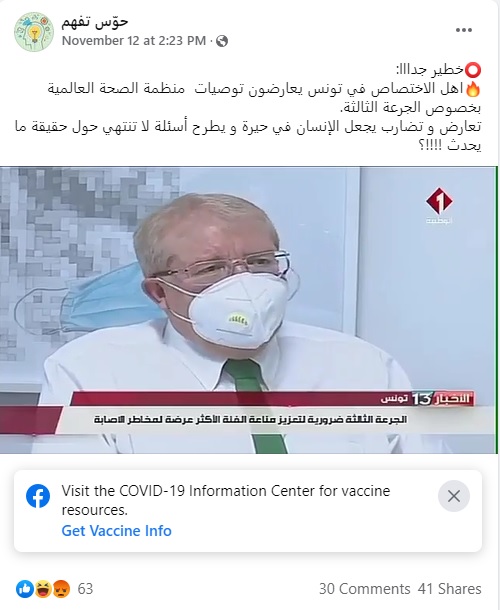 حوّس تفهم
November 12 at 2:23 PM
خطير جدااا:
اهل الاختصاص في تونس يعارضون توصيات منظمة الصحة العالمية
بخصوص الجرعة الثالثة.
تعارض و تضارب يجعل الإنسان في حيرة و يطرح أسئلة لا تنتهي حول حقيقة ما
يحدث !!!!؟
1
الوطنية
الأخبار 13 تونس
الجرعة الثالثة ضرورية لتعزيز مناعة الفئة الأكثر عرضة لمخاطر الاصابة
Visit the COVID-19 Information Center for vaccine
resources.
Get Vaccine Info
63
30 Comments 41 Shares